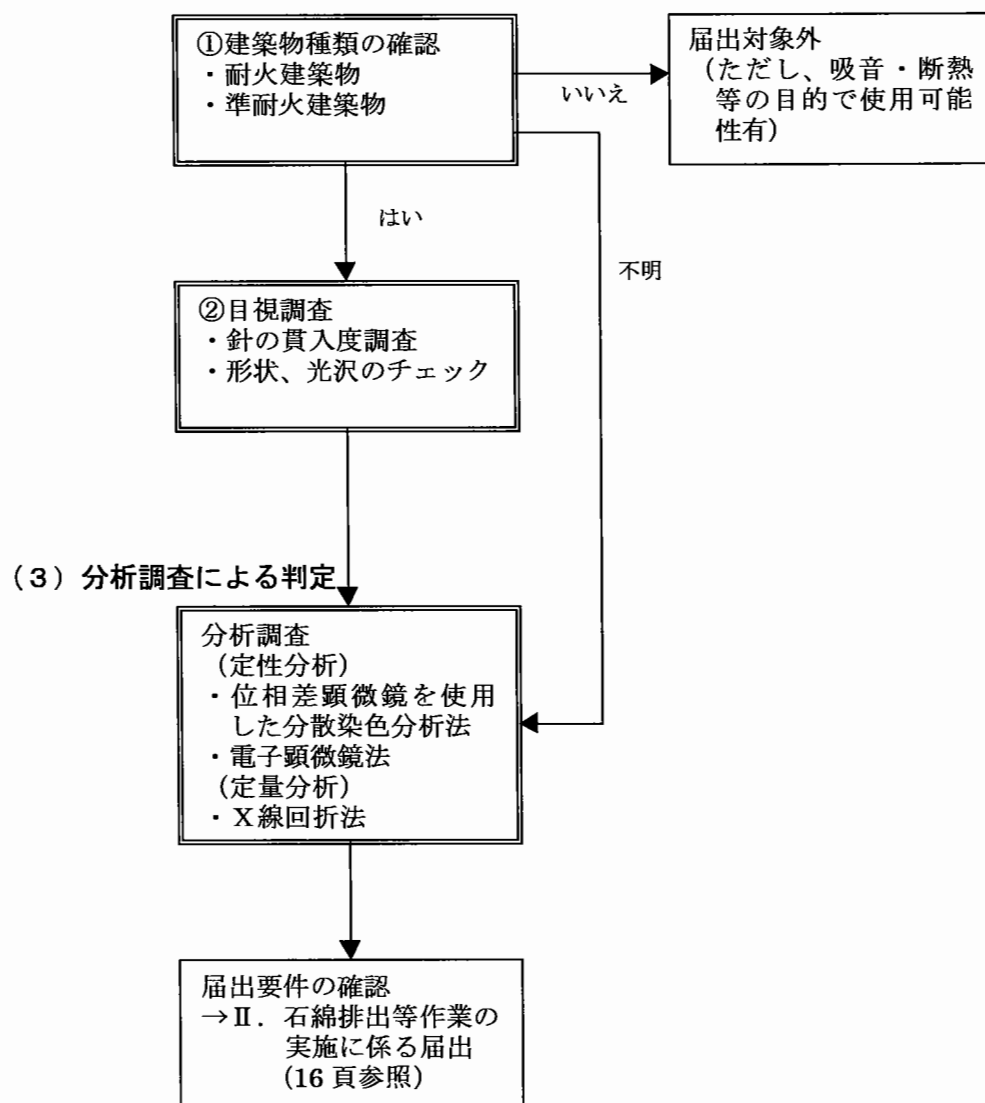 ①建築物種類の確認
・耐火建築物
・準耐火建築物
いいえ
届出対象外
(ただし、吸音・断熱
等の目的で使用可能
性有)
はい
不明
②目視調査
・針の貫入度調査
・形状、光沢のチェック
(3)分析調査による判定
分析調査
(定性分析)
・位相差顕微鏡を使用
した分散染色分析法
・電子顕微鏡法
(定量分析)
・X線回折法
届出要件の確認
→Ⅱ.石綿排出等作業の
実施に係る届出
(16頁参照)